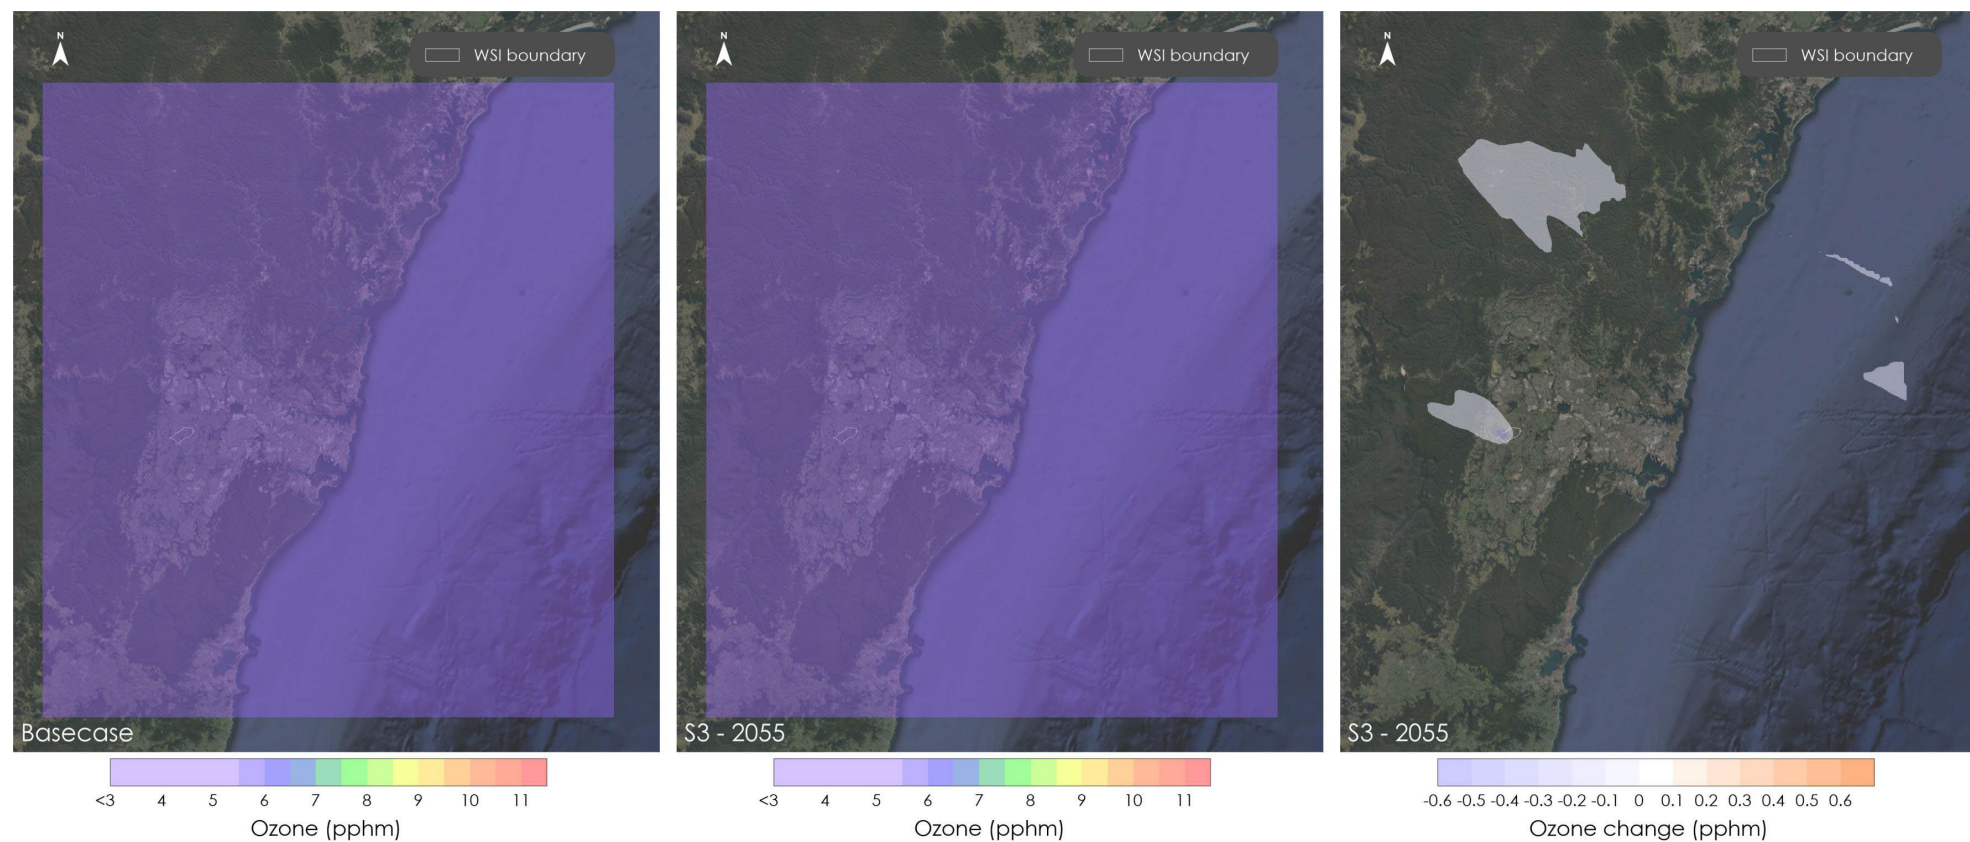 N
WSI boundary
N
WSI boundary
N
WSI boundary
Basecase
S3 - 2055
S3 - 2055
<3 4 5 6 7 8 9 10 11
Ozone (pphm)
<3 4 5 6 7 8 9 10 11
Ozone (pphm)
-0.6 -0.5 -0.4 -0.3 -0.2 -0.1 0 0.1 0.2 0.3 0.4 0.5 0.6
Ozone change (pphm)